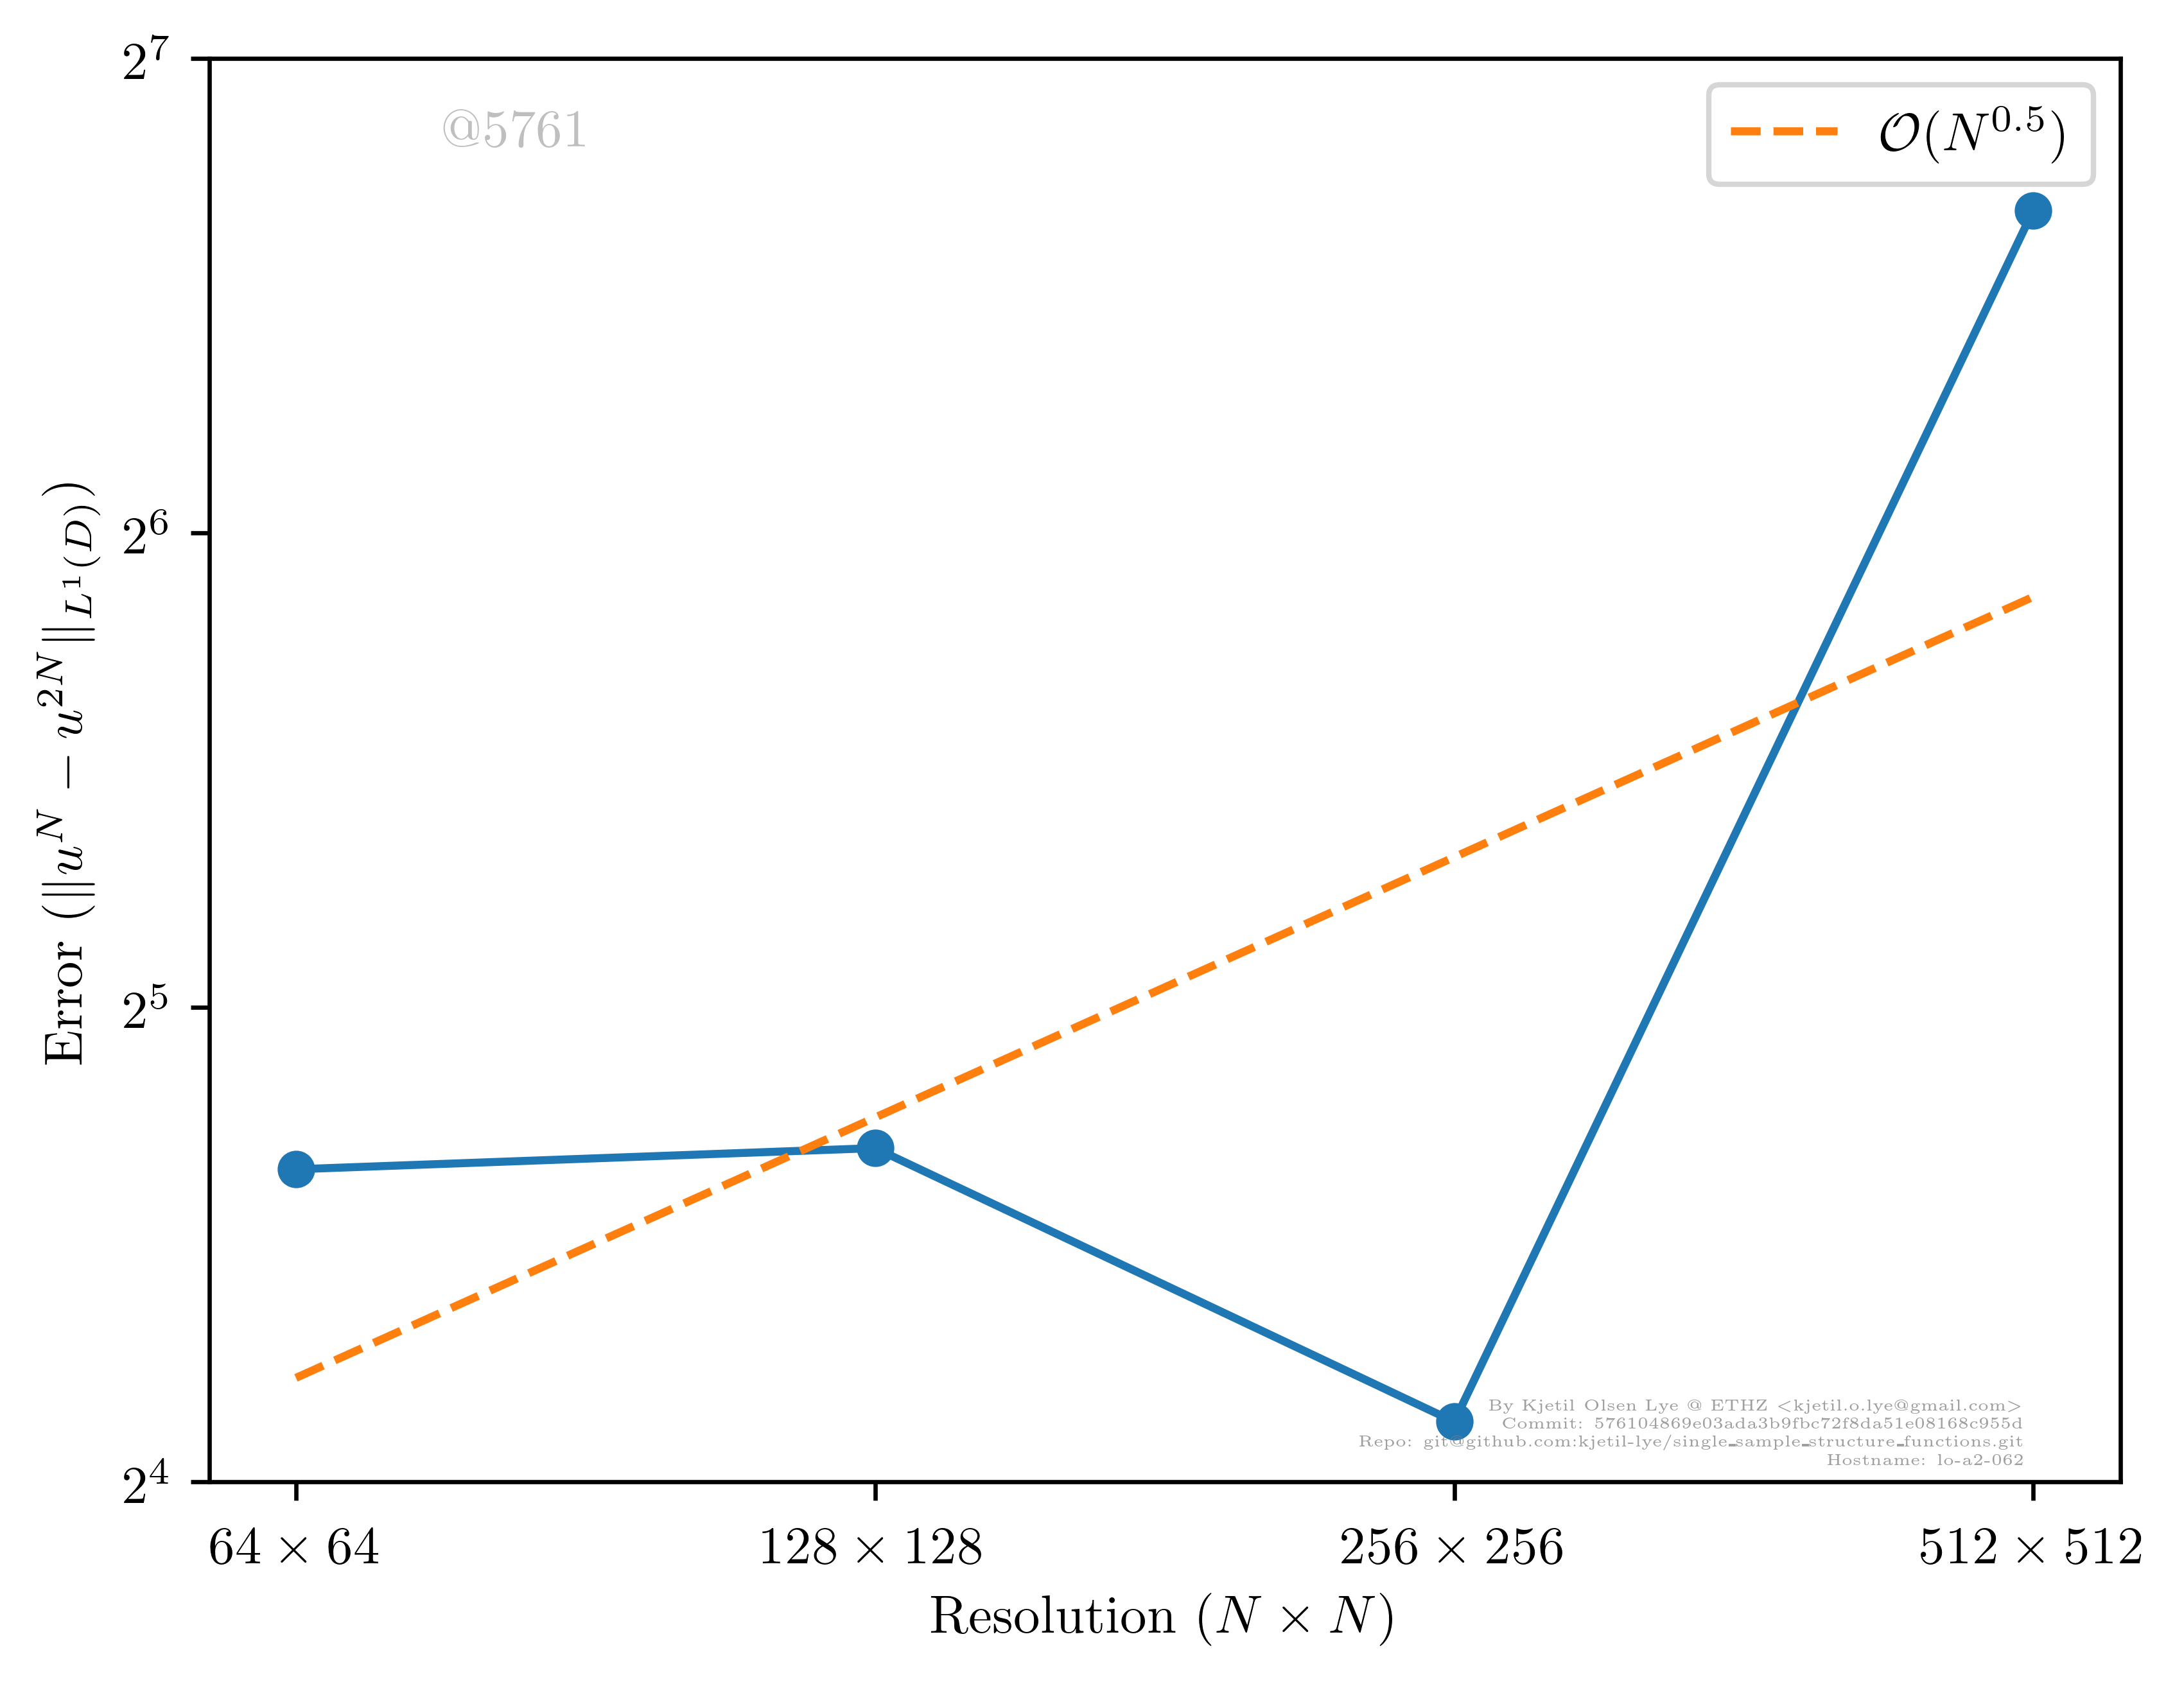 2^7
@5761
O(N^0.5)
2^6
2^5
2^4
Error (||u^N − u^2N||_L^1(D))
By Kjetil Olsen Lye @ ETHZ <kjetil.o.lye@gmail.com>
Commit: 576104869e03ada3b9fbc72f8da51e08168c955d
Repo: git@github.com:kjetil-lye/single_sample_structure_functions.git
Hostname: lo-a2-062
64 × 64
128 × 128
256 × 256
512 × 512
Resolution (N × N)